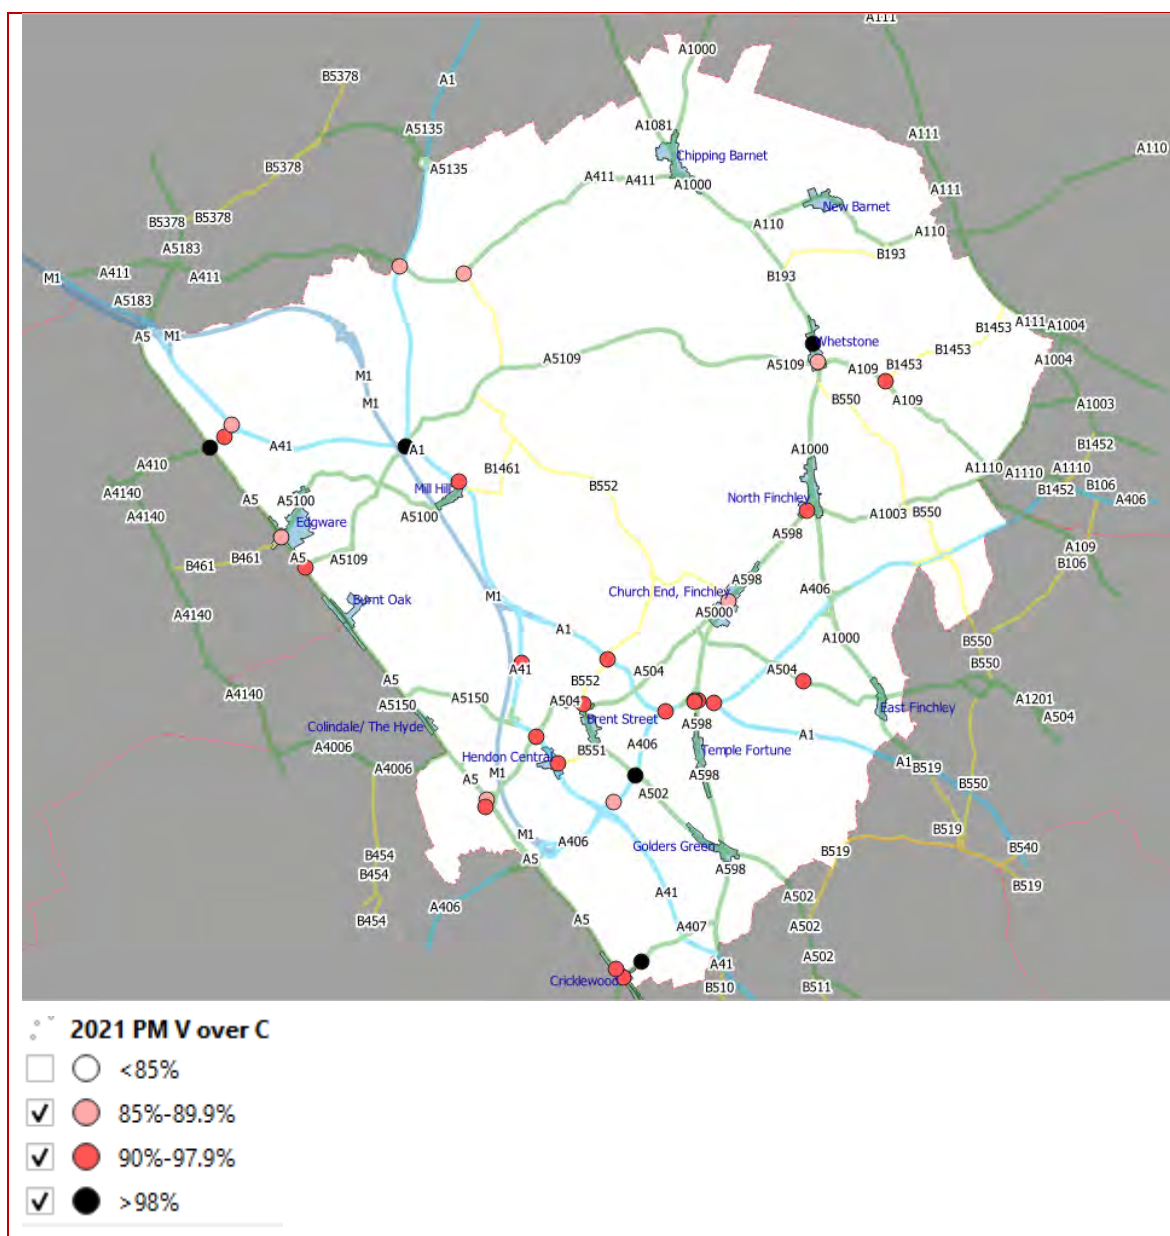 A111
A1000
B5378
A1
A5135
A1081
A111
A110
B5378
A5135
Chipping Barnet
A411
A411
A1000
A111
New Barnet
B5378
B5378
A110
A110
A5183
B193
B193
M1
A411
A411
A5183
A5
M1
Whetstone
B1453
A111
A1004
B1453
B1453
A5109
A5109
A109
A1004
M1
M1
A109
B550
A1003
A41
A1
A1000
B1452
A410
B1461
A1110
A1110
A1110
A4140
Mill Hill
B552
North Finchley
B1452
B106
A406
A5
A5100
A4140
A5100
A1003
B550
Edgware
A598
B461
B461
A5
A5109
A109
B106
A598
Church End, Finchley
A406
M1
Burnt Oak
A5000
A4140
A1
A1000
B550
A41
A504
A504
B550
A5
B552
A4140
A5150
A5150
A504
A1201
East Finchley
Colindale/ The Hyde
Brent Street
A598
A504
A4006
B551
A406
Temple Fortune
A1
Hendon Central
A1
B519
A4006
A5
M1
A598
B550
A502
M1
A406
B519
Golders Green
B540
B454
A5
B519
A598
B454
B519
A41
A502
A406
B454
A5
A407
A502
A502
A41
Cricklewood
B510
B511
2021 PM V over C
<85%
85%-89.9%
90%-97.9%
>98%